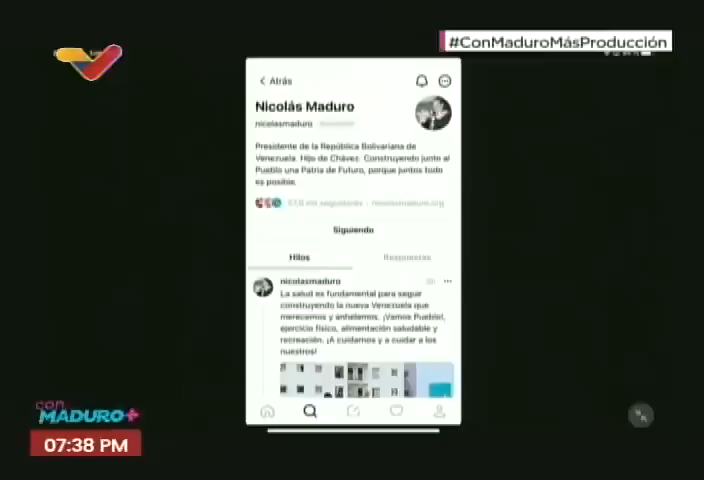 #ConMaduroMásProducción
Atrás
Nicolás Maduro
nicolasmaduro
Presidente de la República Bolivariana de
Venezuela. Hijo de Chávez. Construyendo junto al
Pueblo una Patria de Futuro, porque juntos todo
es posible.
seguidores · nicolasmaduro.org
Siguiendo
Hilos
Respuestas
nicolasmaduro
La salud es fundamental para seguir
construyendo la nueva Venezuela que
merecemos y anhelamos. ¡Vamos Pueblo!,
ejercicio físico, alimentación saludable y
recreación. ¡A cuidarnos y a cuidar a los
nuestros!
con
MADURO+
07:38 PM